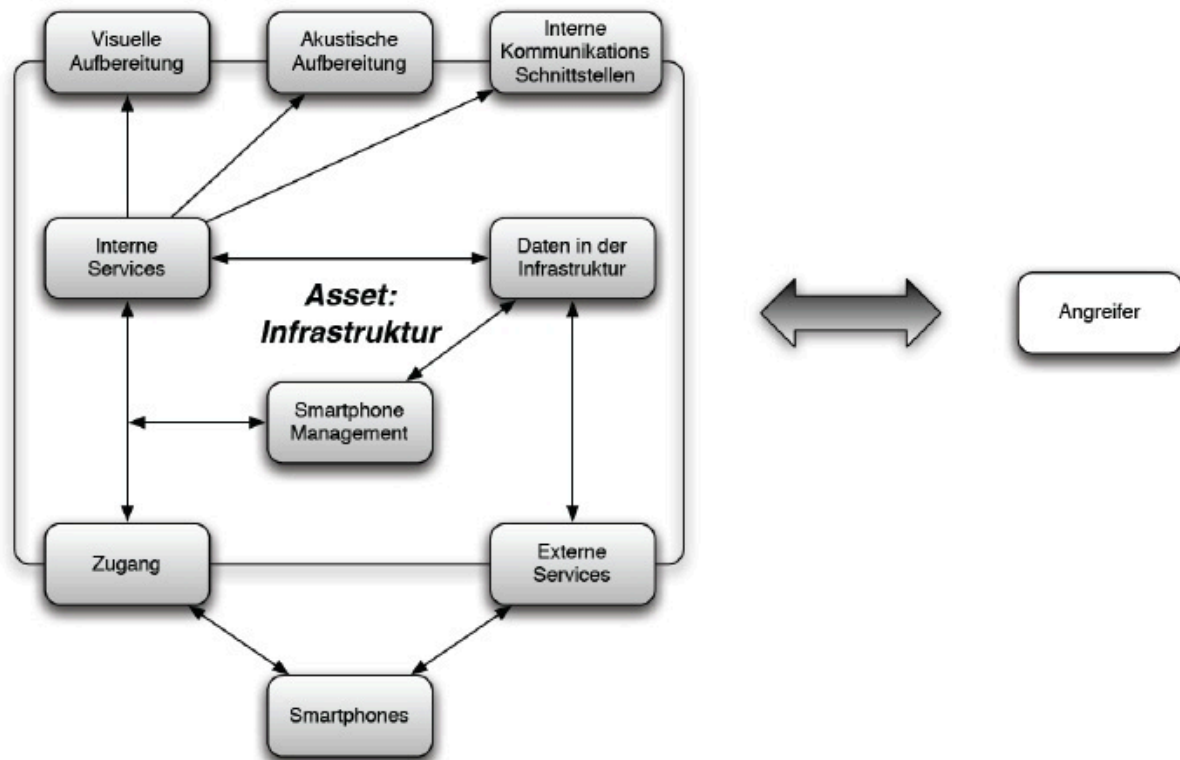 Visuelle
Aufbereitung
Akustische
Aufbereitung
Interne
Kommunikations
Schnittstellen
Interne
Services
Daten in der
Infrastruktur
Asset:
Infrastruktur
Angreifer
Smartphone
Management
Zugang
Externe
Services
Smartphones